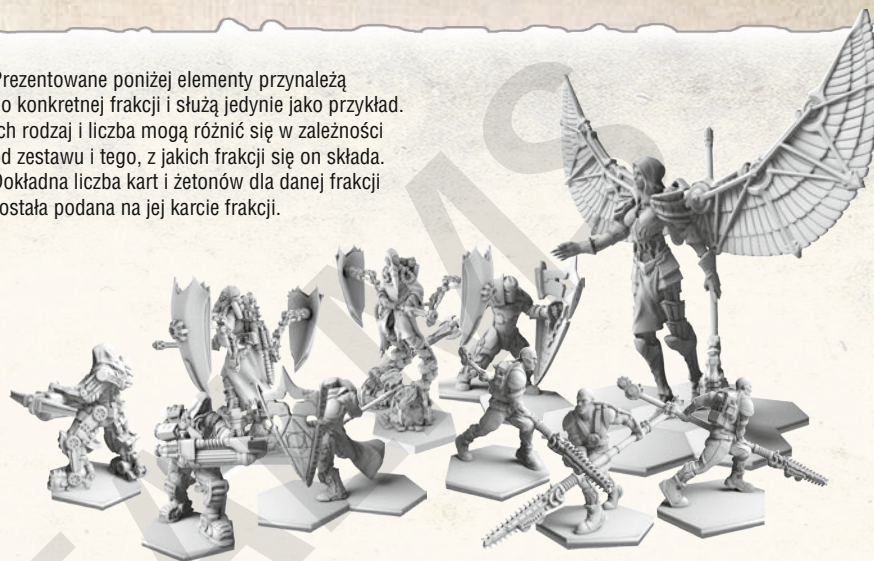 Prezentowane poniżej elementy przynależą
o konkretnej frakcji i służą jedynie jako przykład.
ch rodzaj i liczba mogą różnić się w zależności
d zestawu i tego, z jakich frakcji się on składa.
Dokładna liczba kart i żetonów dla danej frakcji
ostała podana na jej karcie frakcji.